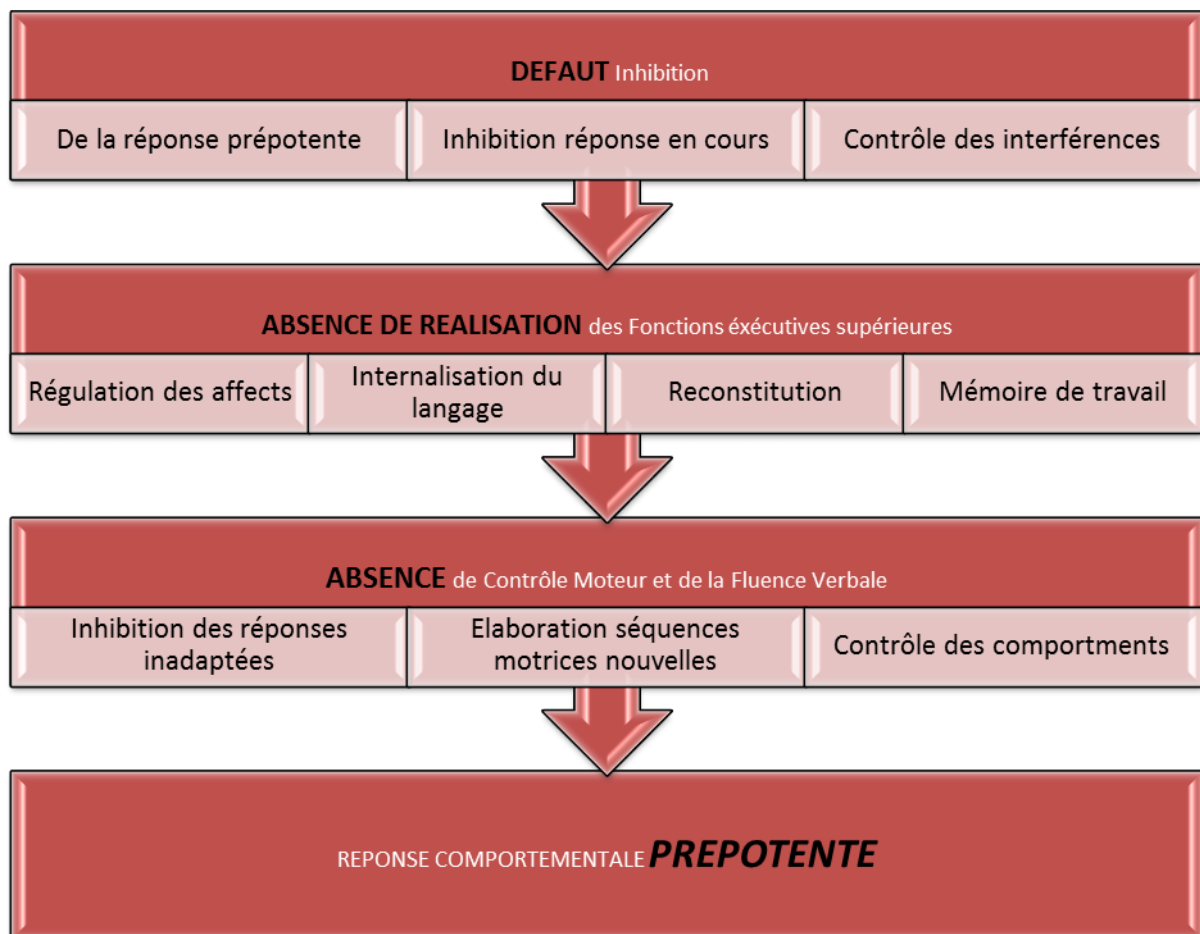 DEFAUT Inhibition
De la réponse prépotente
Inhibition réponse en cours
Contrôle des interférences
ABSENCE DE REALISATION des Fonctions éxécutives supérieures
Régulation des affects
Internalisation du
langage
Reconstitution
Mémoire de travail
ABSENCE de Contrôle Moteur et de la Fluence Verbale
Inhibition des réponses
inadaptées
Elaboration séquences
motrices nouvelles
Contrôle des comportments
REPONSE COMPORTEMENTALE PREPOTENTE